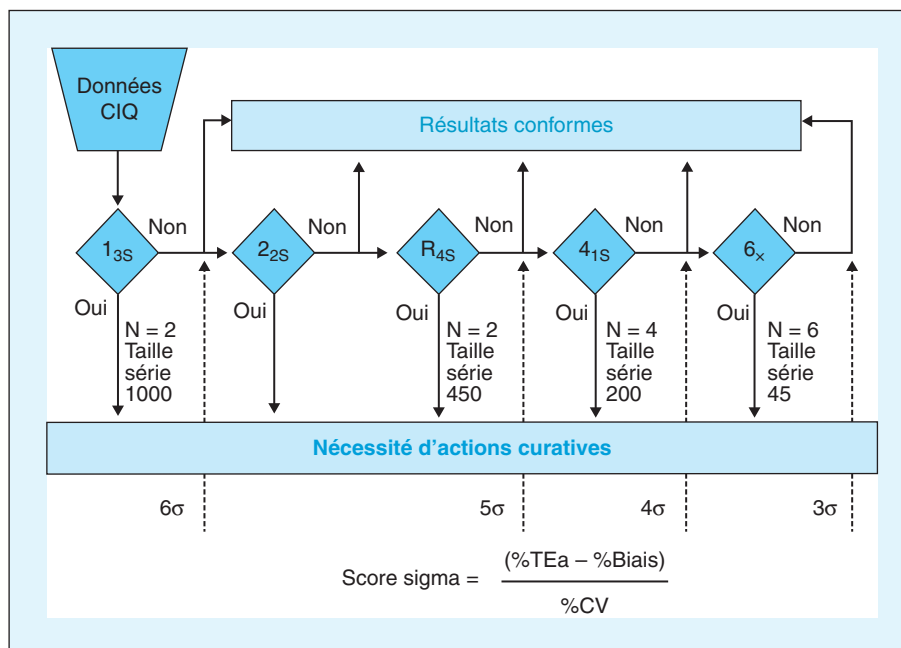 Données
CIQ
Résultats conformes
Non
Non
Non
Non
Non
1₃S
2₂S
R₄S
4₁S
6ₓ
Oui
Oui
Oui
Oui
Oui
N = 2
Taille
série
1000
N = 2
Taille
série
450
N = 4
Taille
série
200
N = 6
Taille
série
45
Nécessité d'actions curatives
6σ
5σ
4σ
3σ
Score sigma =
(%TEa – %Biais)
%CV